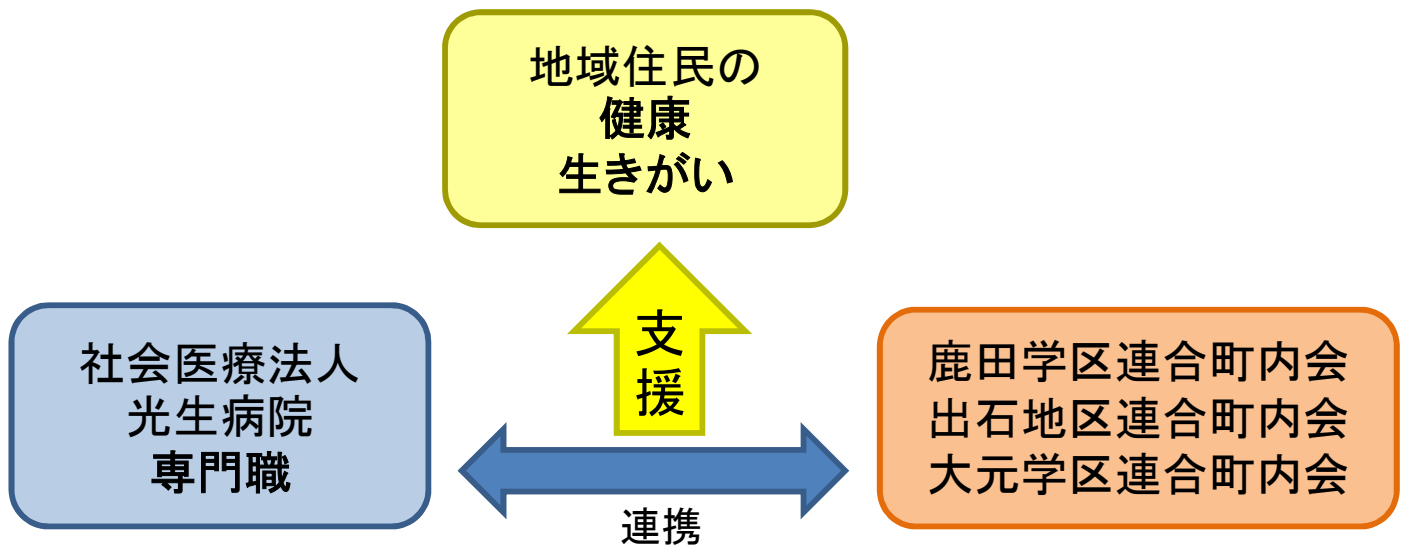 地域住民の
健康
生きがい
支援
社会医療法人
光生病院
専門職
連携
鹿田学区連合町内会
出石地区連合町内会
大元学区連合町内会